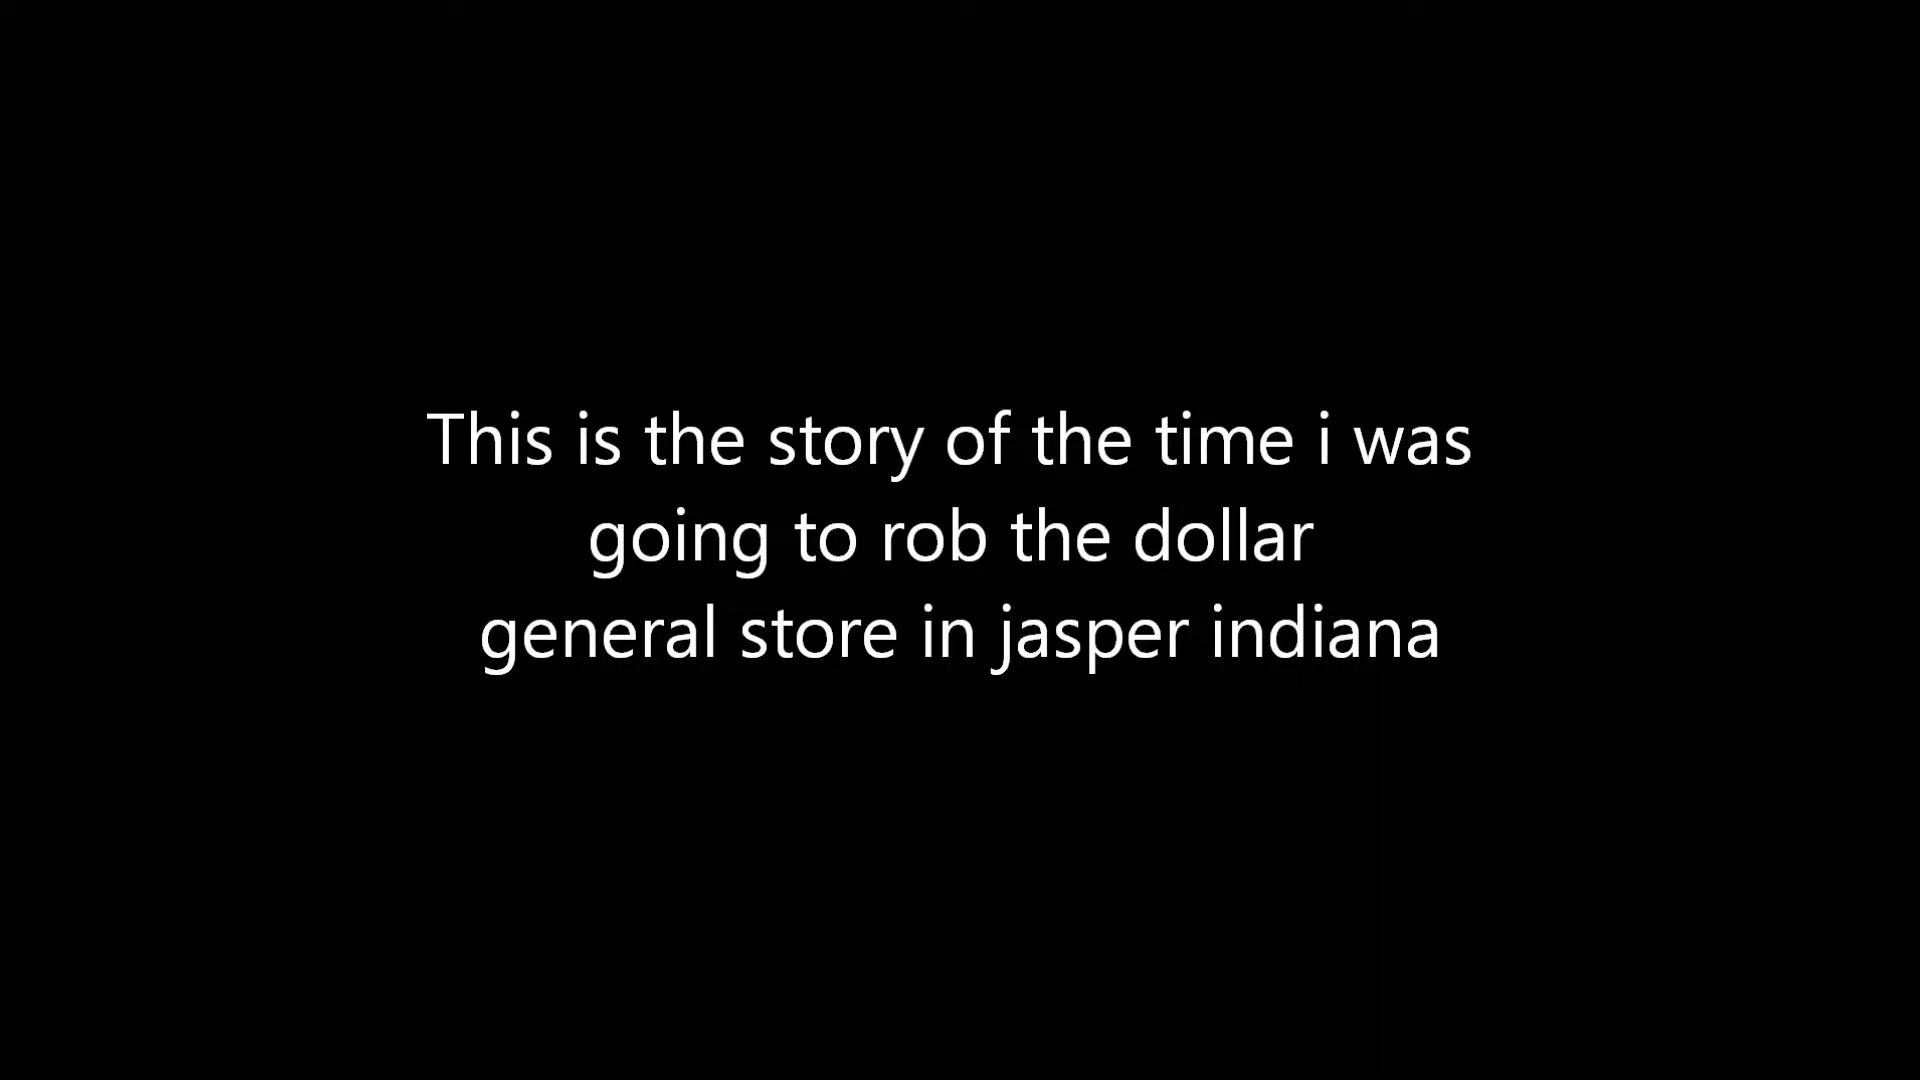 This is the story of the time i was
going to rob the dollar
general store in jasper indiana